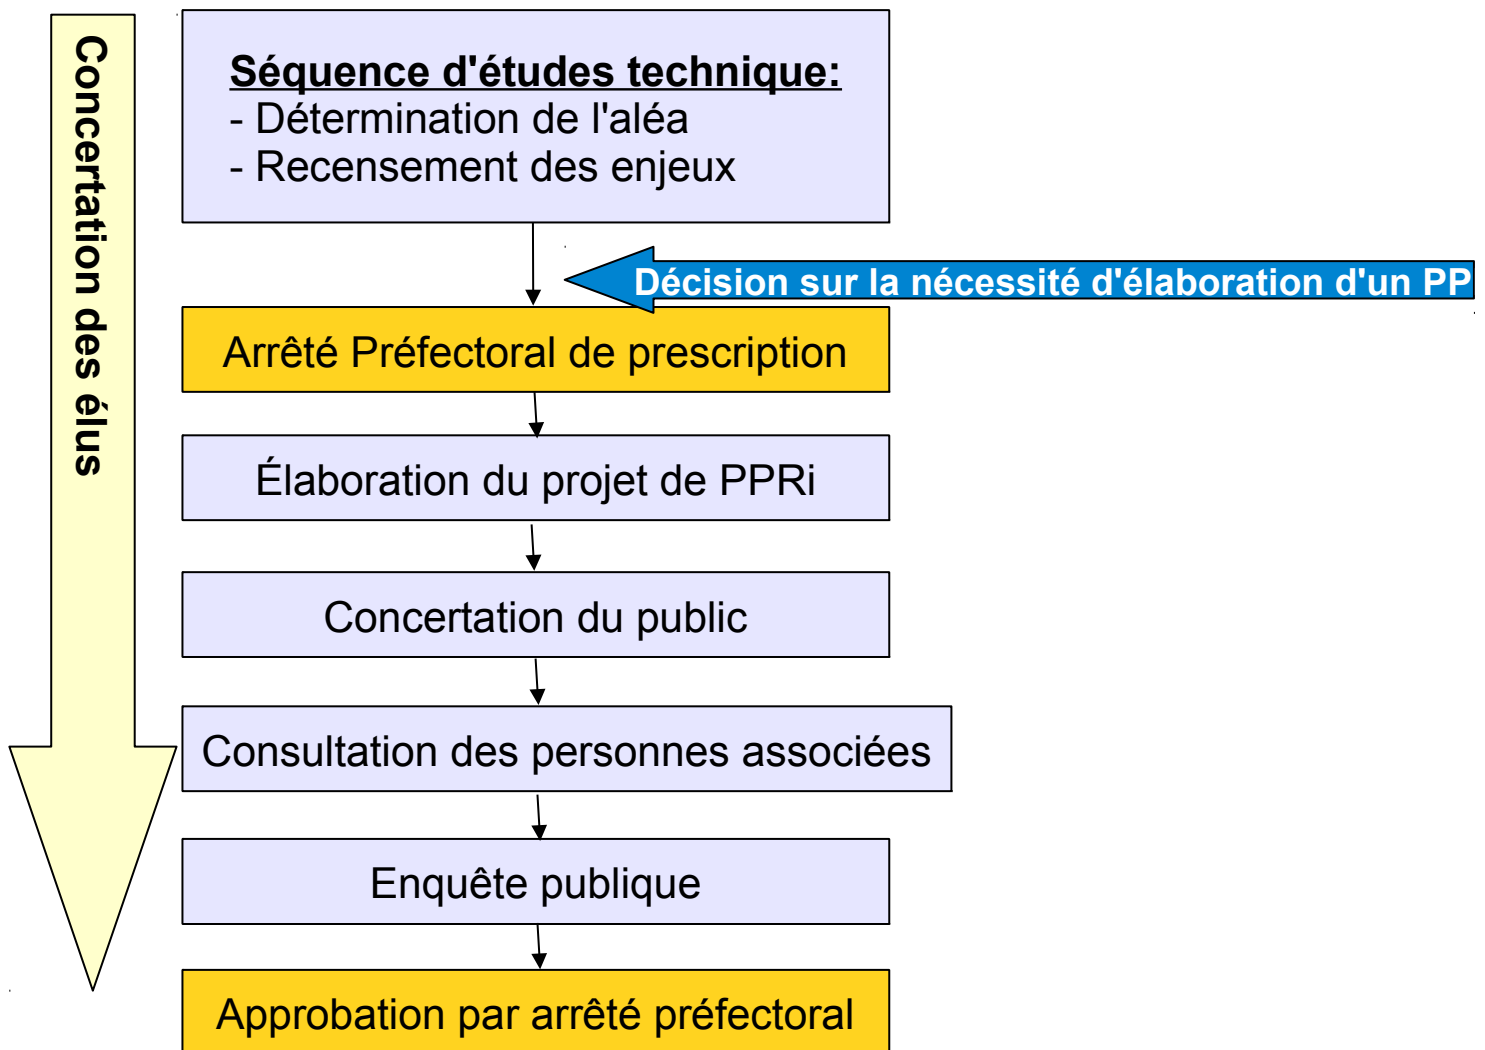 Concertation des élus
Séquence d'études technique:
- Détermination de l'aléa
- Recensement des enjeux
Décision sur la nécessité d'élaboration d'un PP
Arrêté Préfectoral de prescription
Élaboration du projet de PPRi
Concertation du public
Consultation des personnes associées
Enquête publique
Approbation par arrêté préfectoral